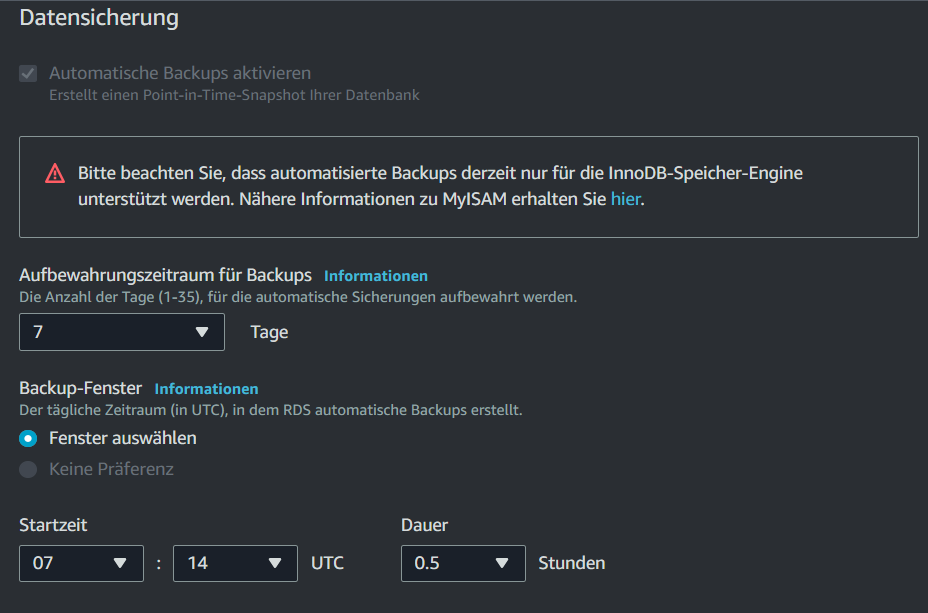 Datensicherung
Automatische Backups aktivieren
Erstellt einen Point-in-Time-Snapshot Ihrer Datenbank
Bitte beachten Sie, dass automatisierte Backups derzeit nur für die InnoDB-Speicher-Engine
unterstützt werden. Nähere Informationen zu MyISAM erhalten Sie hier.
Aufbewahrungszeitraum für Backups Informationen
Die Anzahl der Tage (1-35), für die automatische Sicherungen aufbewahrt werden.
7 Tage
Backup-Fenster Informationen
Der tägliche Zeitraum (in UTC), in dem RDS automatische Backups erstellt.
Fenster auswählen
Keine Präferenz
Startzeit Dauer
07 : 14 UTC 0.5 Stunden